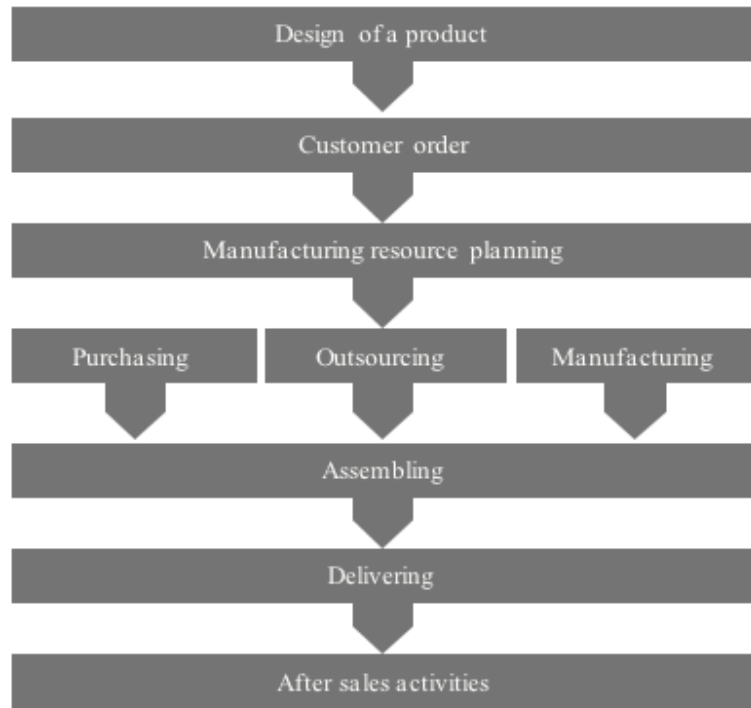 Design of a product
Customer order
Manufacturing resource planning
Purchasing
Outsourcing
Manufacturing
Assembling
Delivering
After sales activities